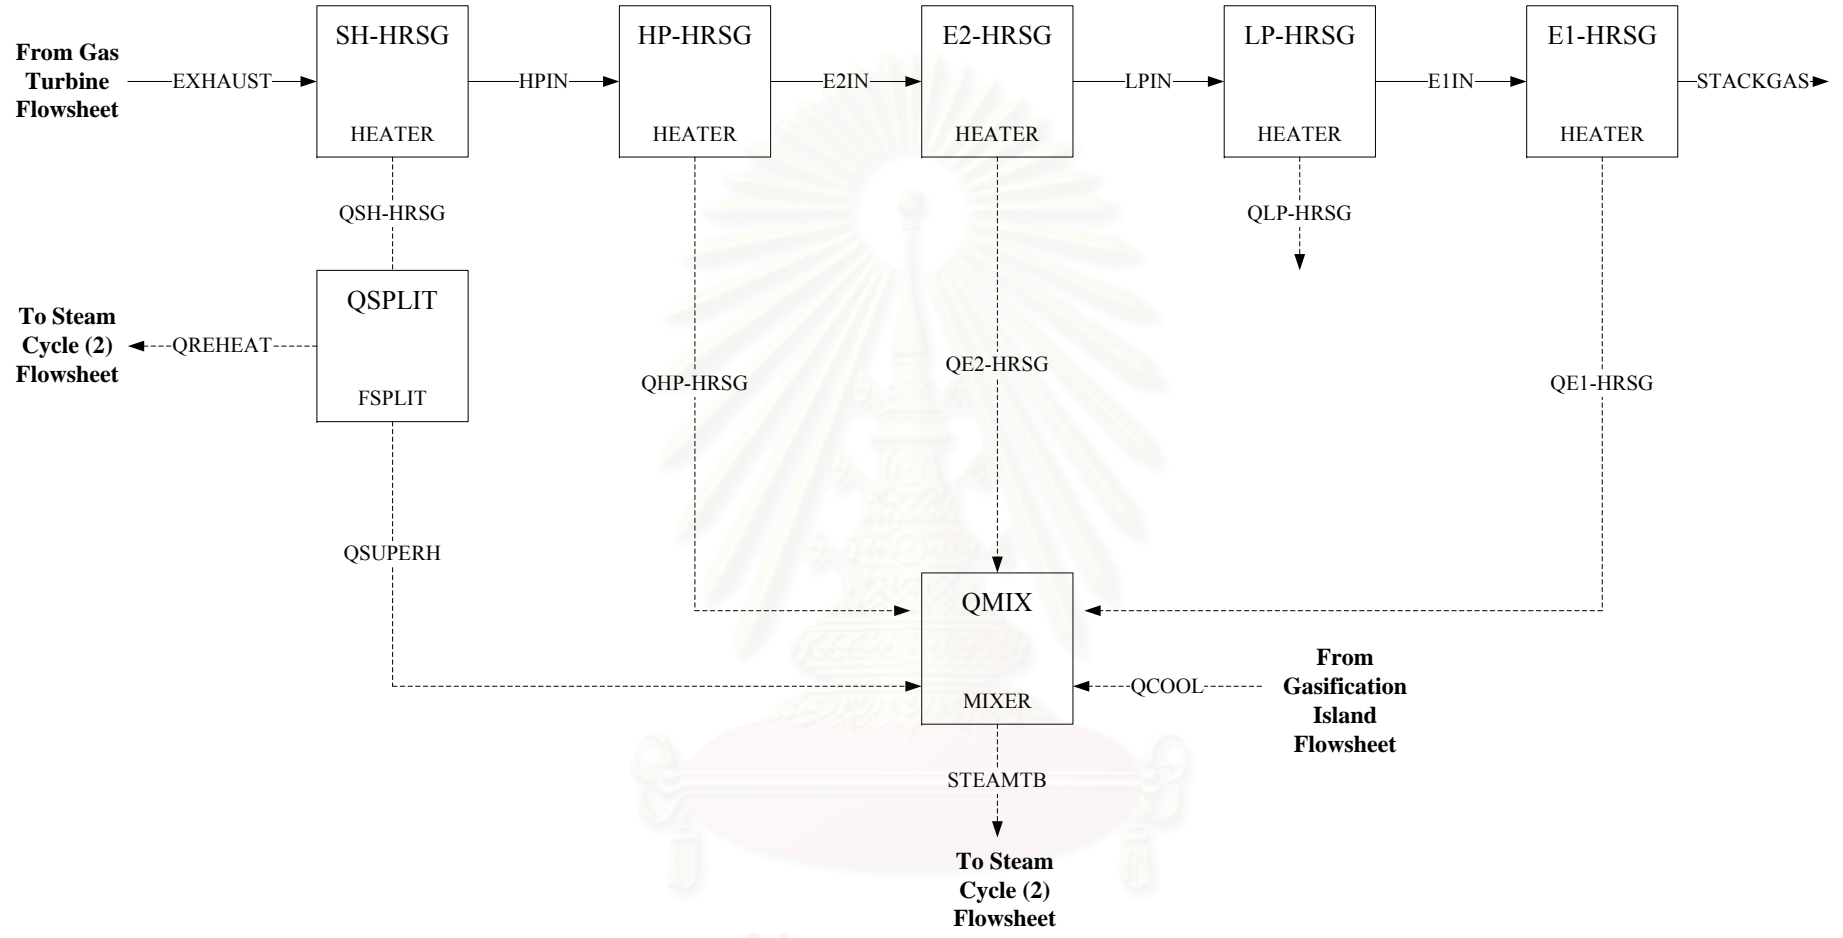 From Gas
Turbine
Flowsheet
EXHAUST
SH-HRSG
HEATER
HPIN
HP-HRSG
HEATER
E2IN
E2-HRSG
HEATER
LPIN
LP-HRSG
HEATER
E1IN
E1-HRSG
HEATER
STACKGAS
QSH-HRSG
QLP-HRSG
To Steam
Cycle (2)
Flowsheet
QREHEAT
QSPLIT
FSPLIT
QHP-HRSG
QE2-HRSG
QE1-HRSG
QSUPERH
QMIX
MIXER
QCOOL
From
Gasification
Island
Flowsheet
STEAMTB
To Steam
Cycle (2)
Flowsheet